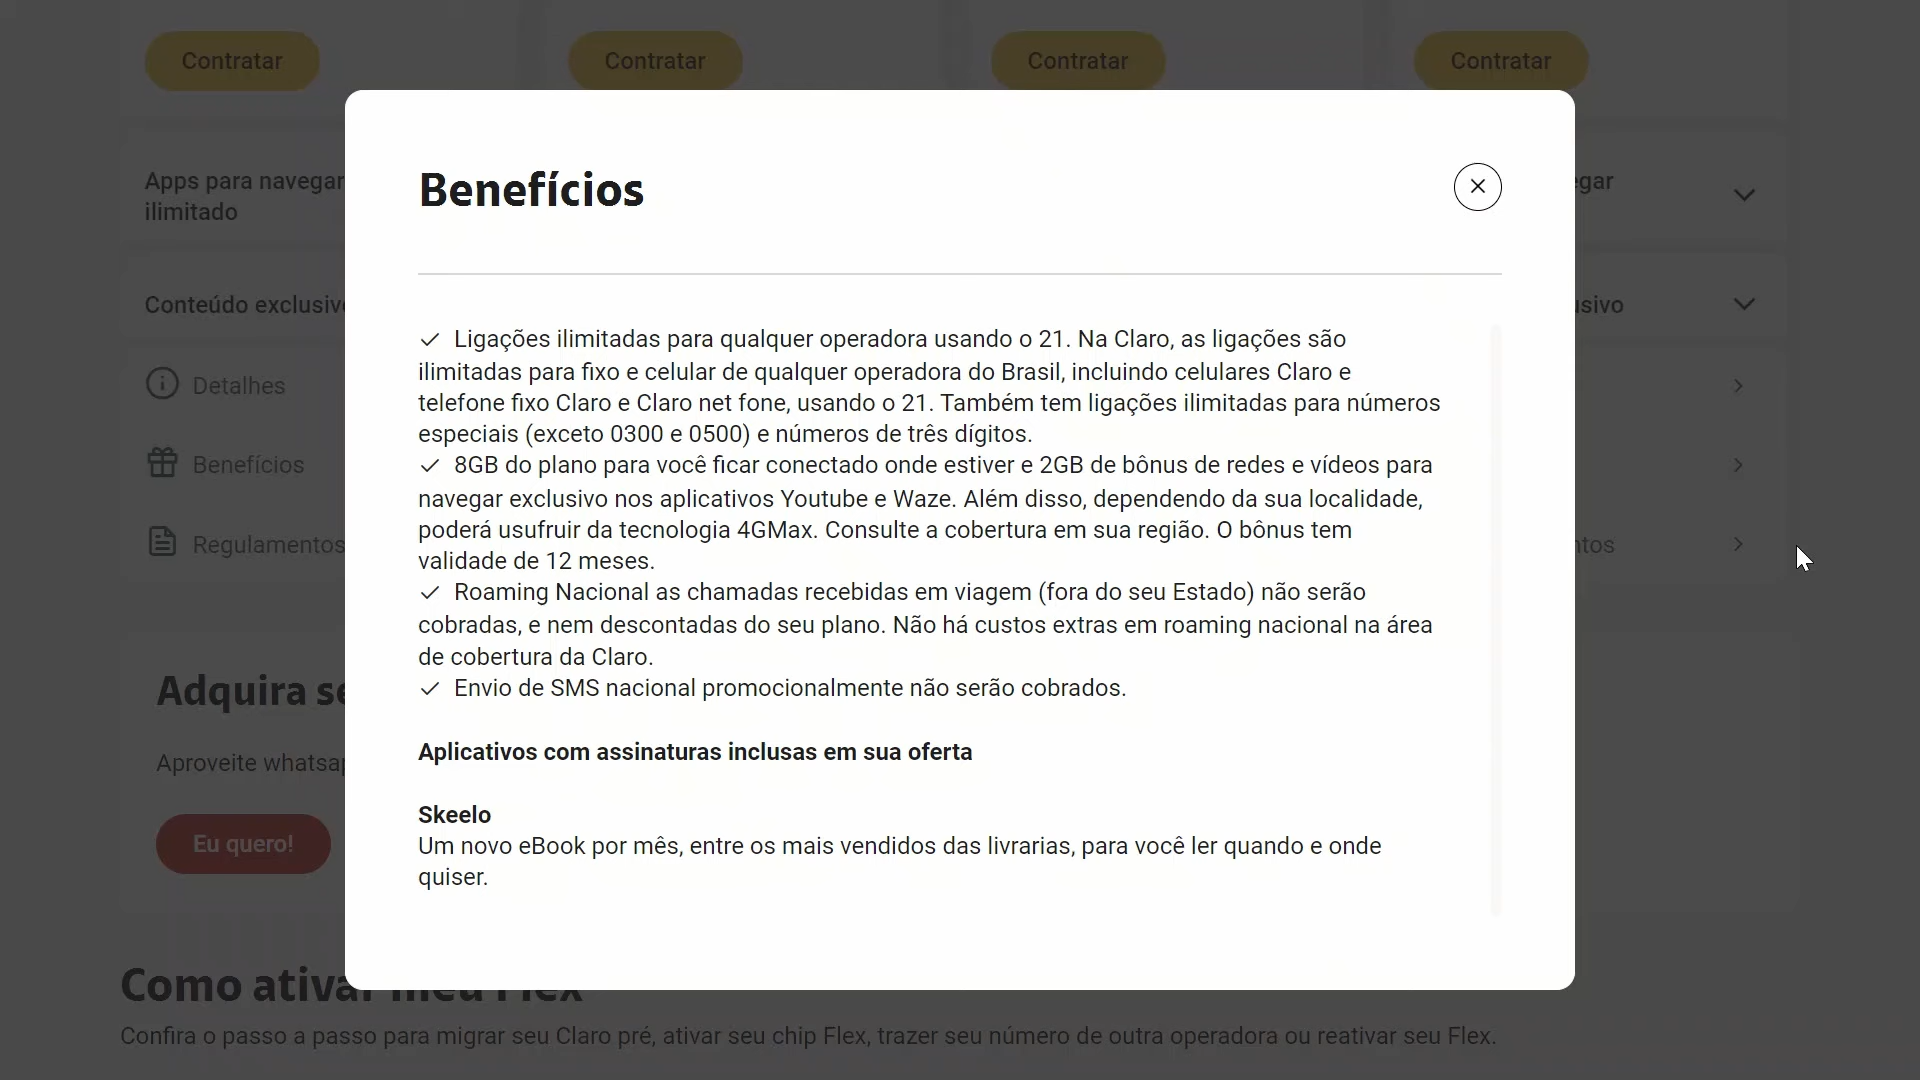 Contratar
Contratar
Contratar
Contratar
Apps para navegar
ilimitado
egar
Conteúdo exclusivo
usivo
Detalhes
Benefícios
Regulamentos
ntos
Benefícios
✓ Ligações ilimitadas para qualquer operadora usando o 21. Na Claro, as ligações são
ilimitadas para fixo e celular de qualquer operadora do Brasil, incluindo celulares Claro e
telefone fixo Claro e Claro net fone, usando o 21. Também tem ligações ilimitadas para números
especiais (exceto 0300 e 0500) e números de três dígitos.
✓ 8GB do plano para você ficar conectado onde estiver e 2GB de bônus de redes e vídeos para
navegar exclusivo nos aplicativos Youtube e Waze. Além disso, dependendo da sua localidade,
poderá usufruir da tecnologia 4GMax. Consulte a cobertura em sua região. O bônus tem
validade de 12 meses.
✓ Roaming Nacional as chamadas recebidas em viagem (fora do seu Estado) não serão
cobradas, e nem descontadas do seu plano. Não há custos extras em roaming nacional na área
de cobertura da Claro.
✓ Envio de SMS nacional promocionalmente não serão cobrados.
Aplicativos com assinaturas inclusas em sua oferta
Skeelo
Um novo eBook por mês, entre os mais vendidos das livrarias, para você ler quando e onde
quiser.
Adquira se
Aproveite whatsap
Eu quero!
Como ativar meu Flex
Confira o passo a passo para migrar seu Claro pré, ativar seu chip Flex, trazer seu número de outra operadora ou reativar seu Flex.